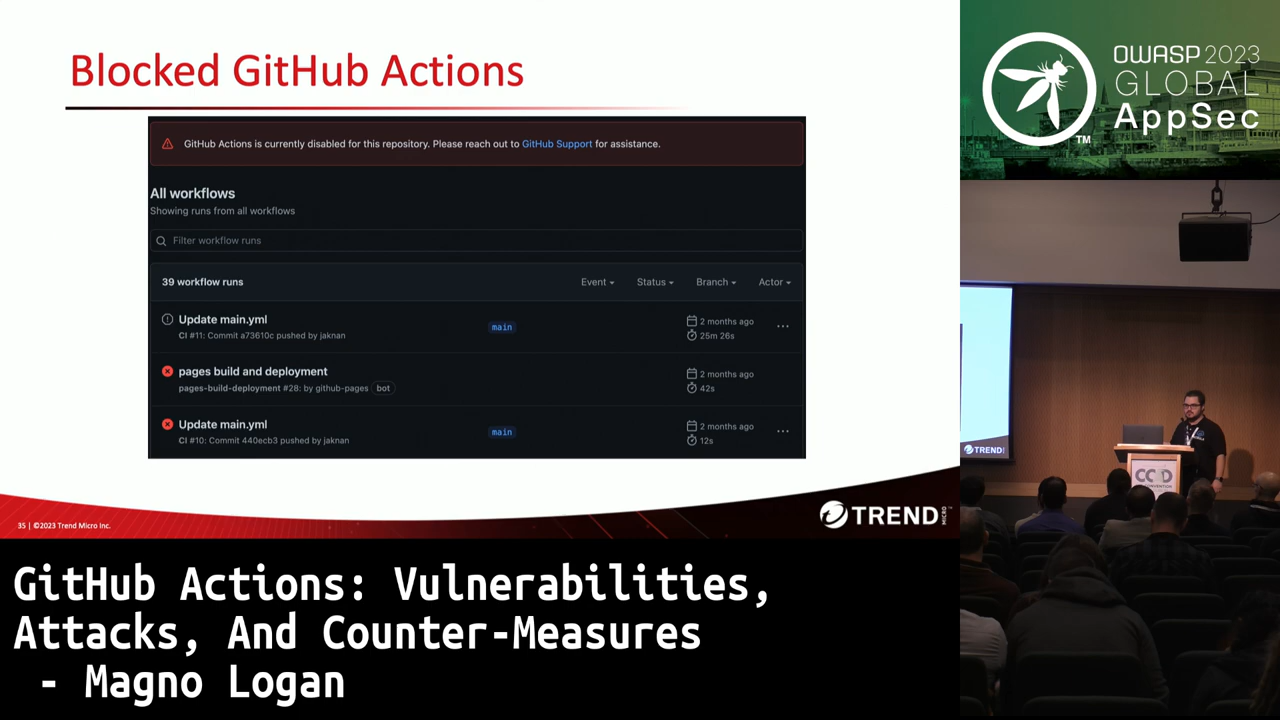 Blocked GitHub Actions
GitHub Actions is currently disabled for this repository. Please reach out to GitHub Support for assistance.
All workflows
Showing runs from all workflows
Filter workflow runs
39 workflow runs
Event
Status
Branch
Actor
Update main.yml
CI #11: Commit a73610c pushed by jaknan
main
2 months ago
25m 26s
pages build and deployment
pages-build-deployment #28: by github-pages bot
2 months ago
42s
Update main.yml
CI #10: Commit 440ecb3 pushed by jaknan
main
2 months ago
12s
35 | ©2023 Trend Micro Inc.
TREND MICRO
OWASP 2023
GLOBAL
AppSec
TM
TREND
GitHub Actions: Vulnerabilities,
Attacks, And Counter-Measures
- Magno Logan